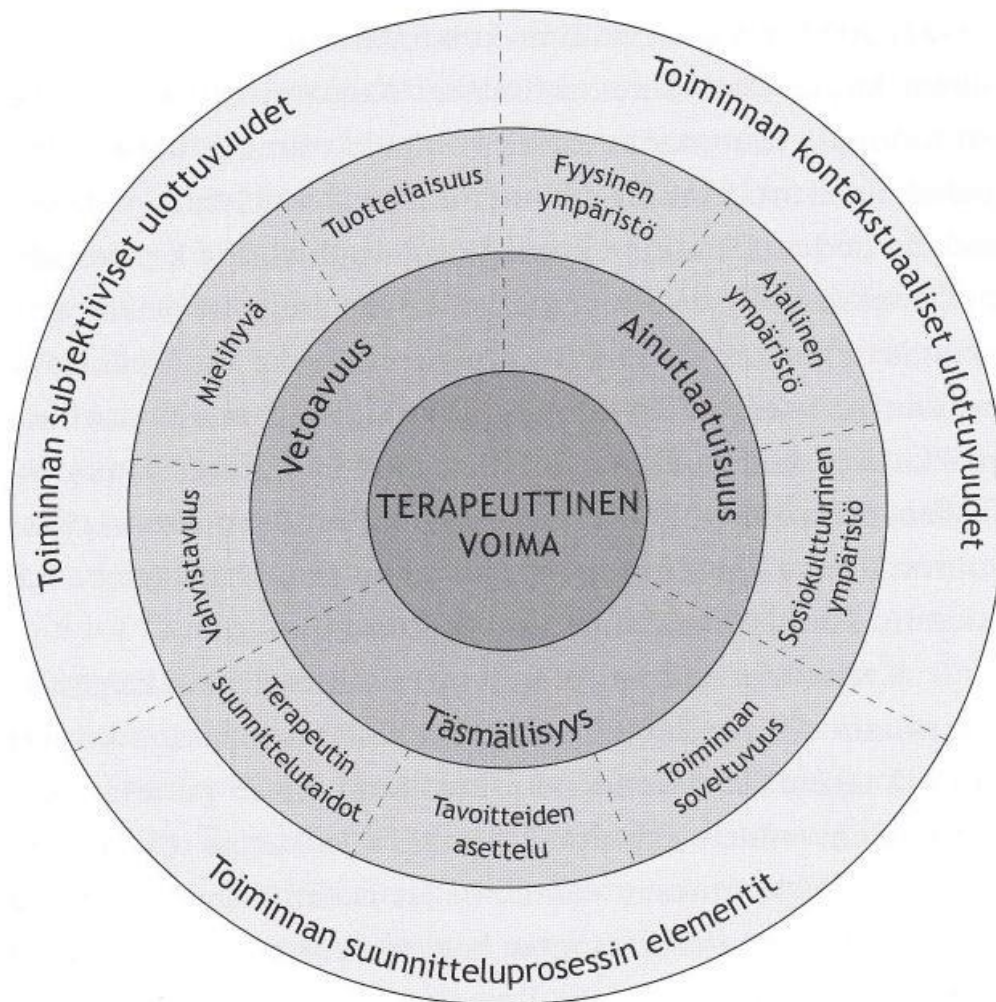 Toiminnan subjektiiviset ulottuvuudet
Toiminnan kontekstuaaliset ulottuvuudet
Tuotteliaisuus
Fyysinen
ympäristö
Mielihyvä
Ajallinen
ympäristö
Vetoavuus
Ainutlaatuisuus
TERAPEUTTINEN
VOIMA
Vahvistavuus
Sosiokulttuurinen
ympäristö
Täsmällisyys
Terapeutin
suunnittelutaidot
Tavoitteiden
asettelu
Toiminnan
soveltuvuus
Toiminnan suunnitteluprosessin elementit